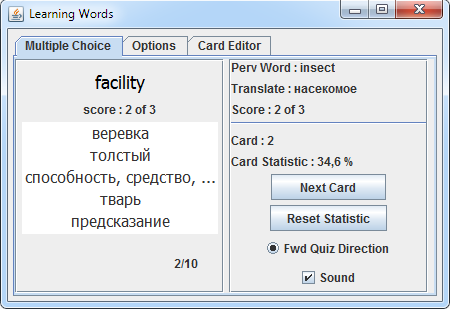 Learning Words
Multiple Choice
Options
Card Editor
facility
score : 2 of 3
веревка
толстый
способность, средство, ...
тварь
предсказание
2/10
Perv Word : insect
Translate : насекомое
Score : 2 of 3
Card : 2
Card Statistic : 34,6 %
Next Card
Reset Statistic
Fwd Quiz Direction
Sound